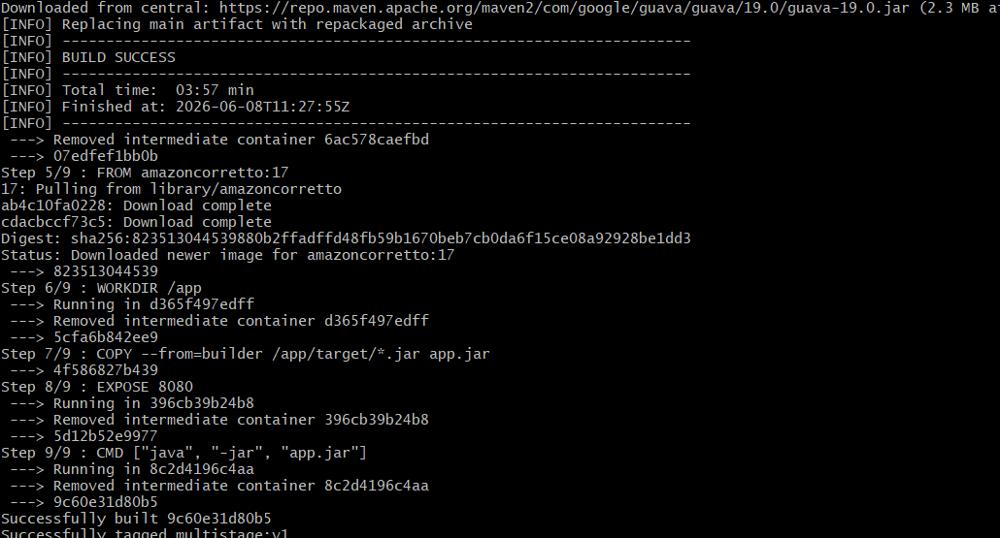 Downloaded from central: https://repo.maven.apache.org/maven2/com/google/guava/guava/19.0/guava-19.0.jar (2.3 MB at
[INFO] Replacing main artifact with repackaged archive
[INFO] ------------------------------------------------------------------------
[INFO] BUILD SUCCESS
[INFO] ------------------------------------------------------------------------
[INFO] Total time:  03:57 min
[INFO] Finished at: 2026-06-08T11:27:55Z
[INFO] ------------------------------------------------------------------------
 ---> Removed intermediate container 6ac578caefbd
 ---> 07edfef1bb0b
Step 5/9 : FROM amazoncorretto:17
17: Pulling from library/amazoncorretto
ab4c10fa0228: Download complete
cdacbccf73c5: Download complete
Digest: sha256:823513044539880b2ffadffd48fb59b1670beb7cb0da6f15ce08a92928be1dd3
Status: Downloaded newer image for amazoncorretto:17
 ---> 823513044539
Step 6/9 : WORKDIR /app
 ---> Running in d365f497edff
 ---> Removed intermediate container d365f497edff
 ---> 5cfa6b842ee9
Step 7/9 : COPY --from=builder /app/target/*.jar app.jar
 ---> 4f586827b439
Step 8/9 : EXPOSE 8080
 ---> Running in 396cb39b24b8
 ---> Removed intermediate container 396cb39b24b8
 ---> 5d12b52e9977
Step 9/9 : CMD ["java", "-jar", "app.jar"]
 ---> Running in 8c2d4196c4aa
 ---> Removed intermediate container 8c2d4196c4aa
 ---> 9c60e31d80b5
Successfully built 9c60e31d80b5
Successfully tagged multistage:v1